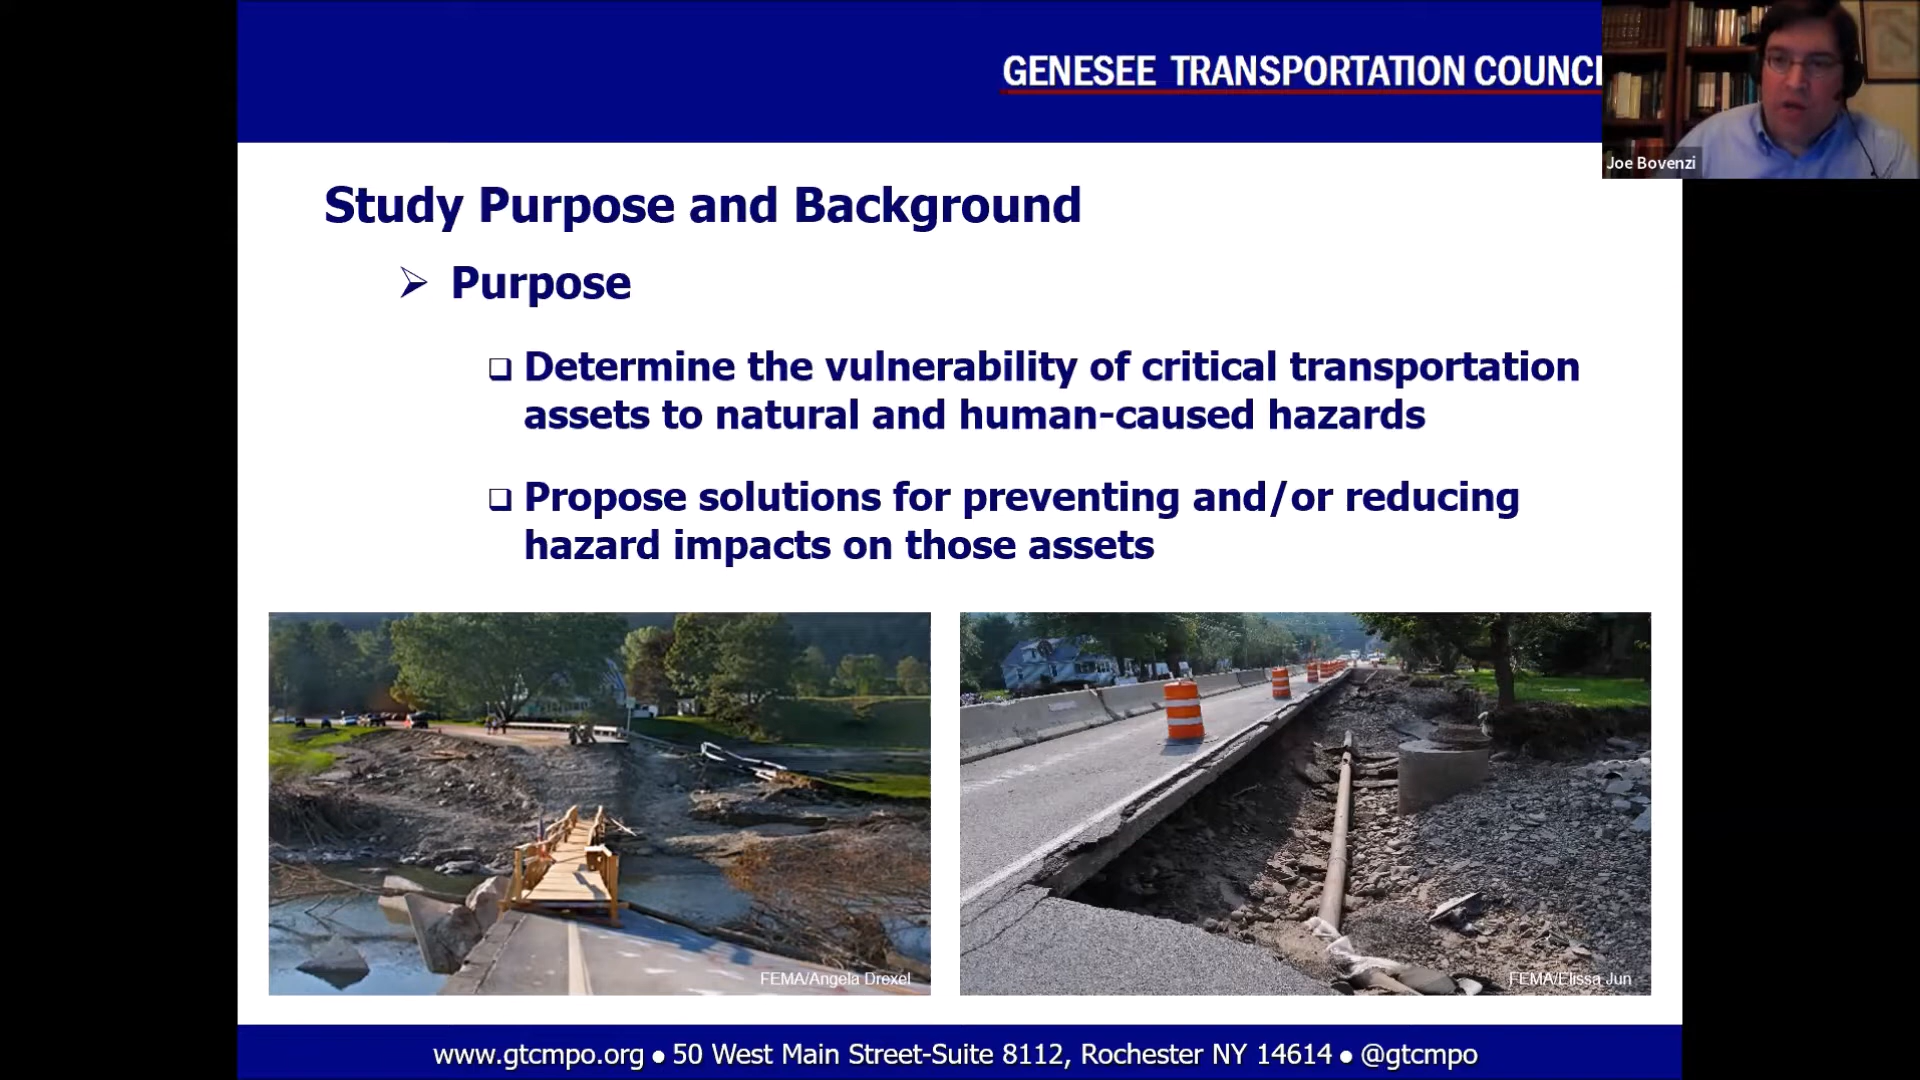 GENESEE TRANSPORTATION COUNCI
Joe Bovenzi
Study Purpose and Background
Purpose
Determine the vulnerability of critical transportation
assets to natural and human-caused hazards
Propose solutions for preventing and/or reducing
hazard impacts on those assets
FEMA/Angela Drexel
FEMA/Elissa Jun
www.gtcmpo.org ● 50 West Main Street-Suite 8112, Rochester NY 14614 ● @gtcmpo